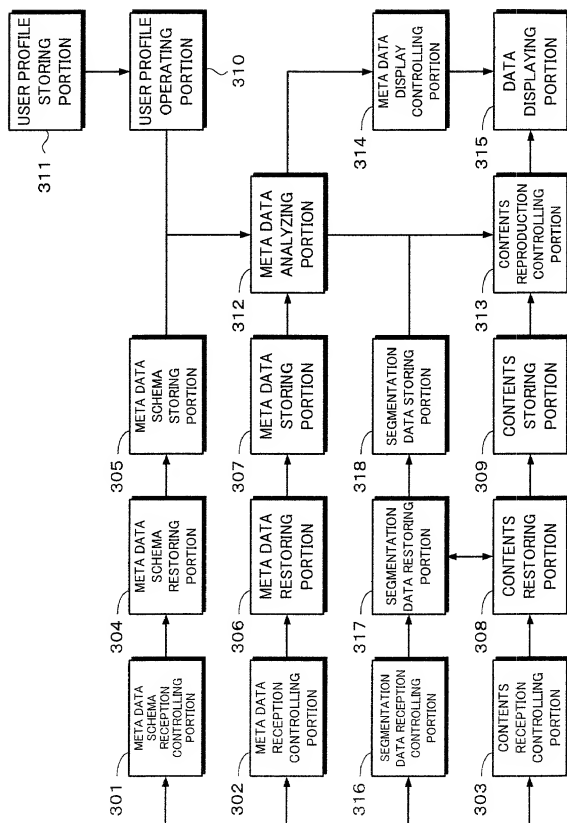 USER PROFILE
STORING
PORTION
311
USER PROFILE
OPERATING
PORTION
310
META DATA
DISPLAY
CONTROLLING
PORTION
314
DATA
DISPLAYING
PORTION
315
META DATA
ANALYZING
PORTION
312
CONTENTS
REPRODUCTION
CONTROLLING
PORTION
313
META DATA
SCHEMA
STORING
PORTION
305
META DATA
STORING
PORTION
307
SEGMENTATION
DATA STORING
PORTION
318
CONTENTS
STORING
PORTION
309
META DATA
SCHEMA
RESTORING
PORTION
304
META DATA
RESTORING
PORTION
306
SEGMENTATION
DATA RESTORING
PORTION
317
CONTENTS
RESTORING
PORTION
308
META DATA
SCHEMA
RECEPTION
CONTROLLING
PORTION
301
META DATA
RECEPTION
CONTROLLING
PORTION
302
SEGMENTATION
DATA RECEPTION
CONTROLLING
PORTION
316
CONTENTS
RECEPTION
CONTROLLING
PORTION
303